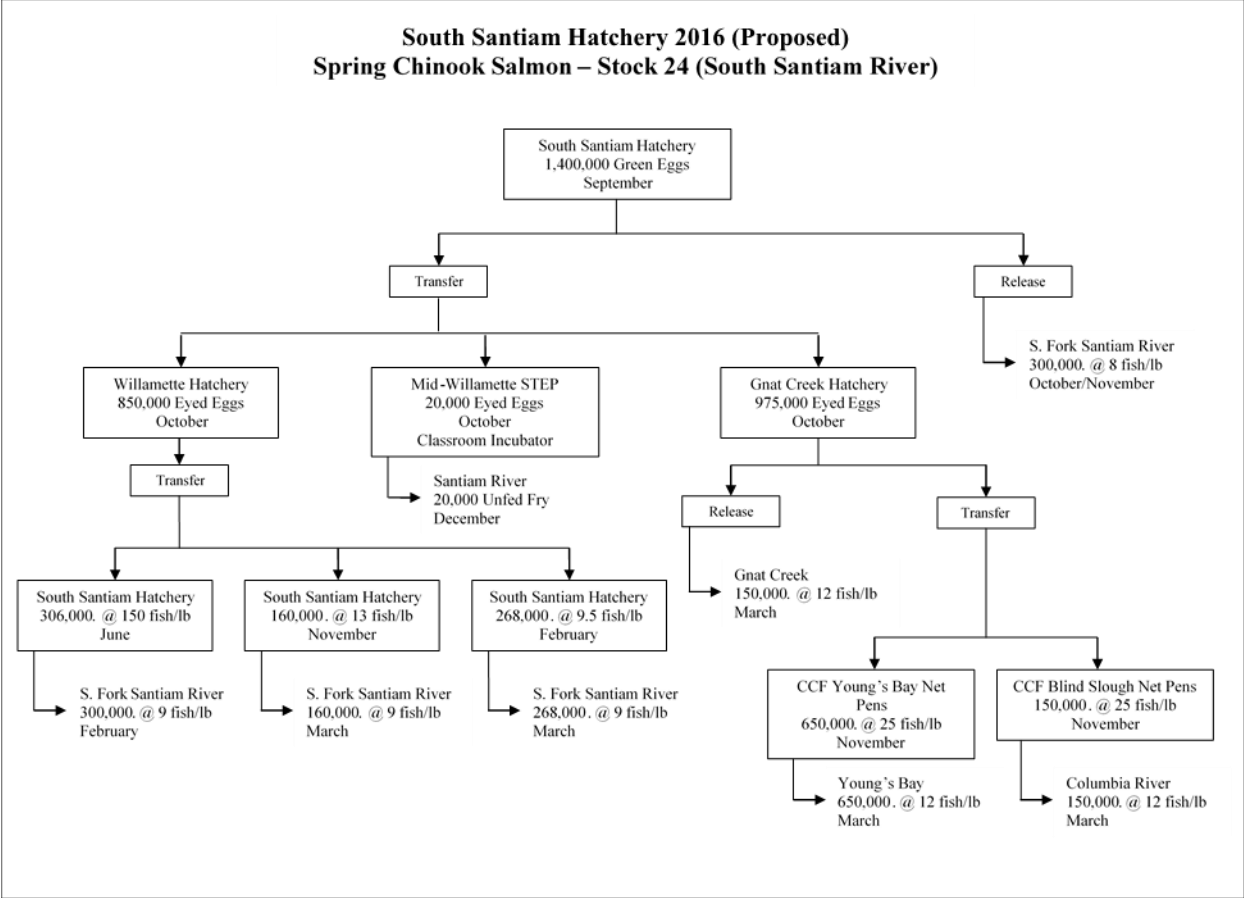 South Santiam Hatchery 2016 (Proposed)
Spring Chinook Salmon – Stock 24 (South Santiam River)
South Santiam Hatchery
1,400,000 Green Eggs
September
Transfer
Release
S. Fork Santiam River
300,000. @ 8 fish/lb
October/November
Willamette Hatchery
850,000 Eyed Eggs
October
Mid-Willamette STEP
20,000 Eyed Eggs
October
Classroom Incubator
Gnat Creek Hatchery
975,000 Eyed Eggs
October
Transfer
Santiam River
20,000 Unfed Fry
December
Release
Transfer
Gnat Creek
150,000. @ 12 fish/lb
March
South Santiam Hatchery
306,000. @ 150 fish/lb
June
South Santiam Hatchery
160,000. @ 13 fish/lb
November
South Santiam Hatchery
268,000. @ 9.5 fish/lb
February
S. Fork Santiam River
300,000. @ 9 fish/lb
February
S. Fork Santiam River
160,000. @ 9 fish/lb
March
S. Fork Santiam River
268,000. @ 9 fish/lb
March
CCF Young's Bay Net
Pens
650,000. @ 25 fish/lb
November
CCF Blind Slough Net Pens
150,000. @ 25 fish/lb
November
Young's Bay
650,000. @ 12 fish/lb
March
Columbia River
150,000. @ 12 fish/lb
March